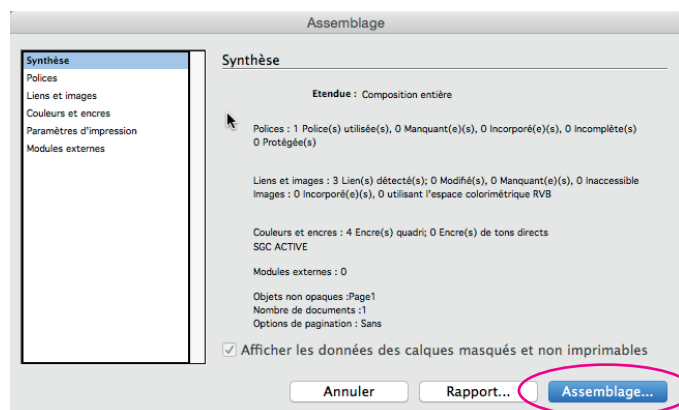 Assemblage
Synthèse
Polices
Liens et images
Couleurs et encres
Paramètres d'impression
Modules externes
Synthèse
Etendue : Composition entière
Polices : 1 Police(s) utilisée(s), 0 Manquant(e)(s), 0 Incorporé(e)(s), 0 Incomplète(s)
0 Protégée(s)
Liens et images : 3 Lien(s) détecté(s); 0 Modifié(s), 0 Manquant(e)(s), 0 Inaccessible
Images : 0 Incorporé(e)(s), 0 utilisant l'espace colorimétrique RVB
Couleurs et encres : 4 Encre(s) quadri; 0 Encre(s) de tons directs
SGC ACTIVE
Modules externes : 0
Objets non opaques :Page1
Nombre de documents :1
Options de pagination : Sans
Afficher les données des calques masqués et non imprimables
Annuler Rapport... Assemblage...